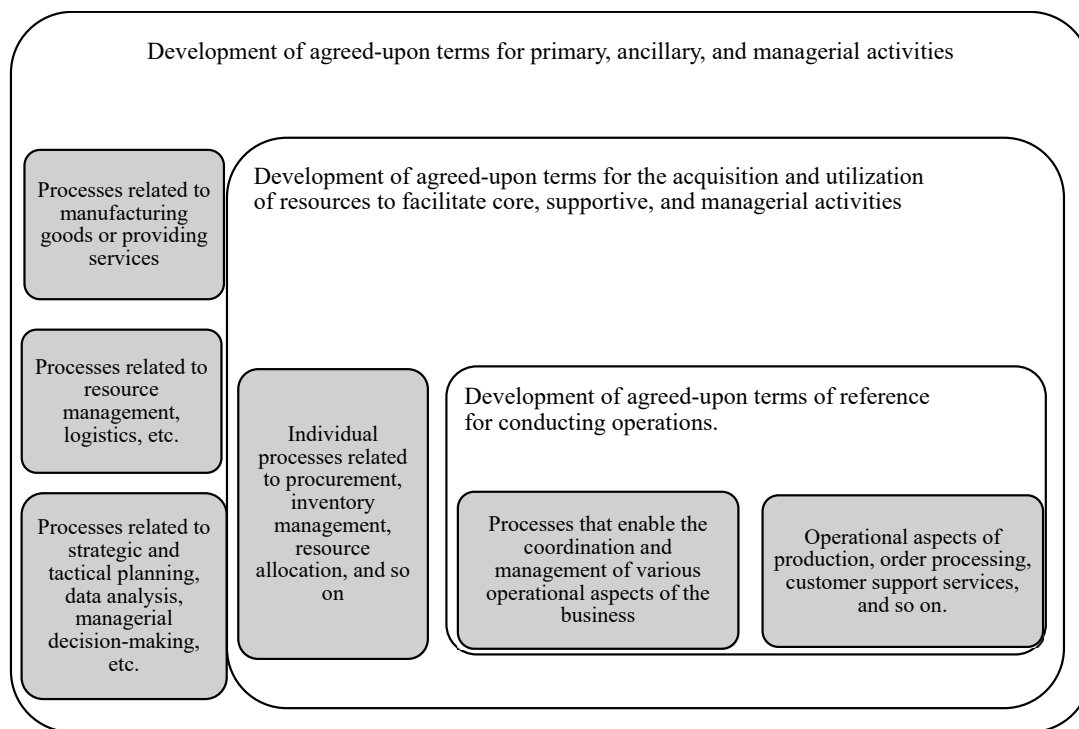 Development of agreed-upon terms for primary, ancillary, and managerial activities
Processes related to
manufacturing
goods or providing
services
Development of agreed-upon terms for the acquisition and utilization
of resources to facilitate core, supportive, and managerial activities
Processes related to
resource
management,
logistics, etc.
Individual
processes related
to procurement,
inventory
management,
resource
allocation, and so
on
Development of agreed-upon terms of reference
for conducting operations.
Processes related to
strategic and
tactical planning,
data analysis,
managerial
decision-making,
etc.
Processes that enable the
coordination and
management of various
operational aspects of the
business
Operational aspects of
production, order processing,
customer support services,
and so on.